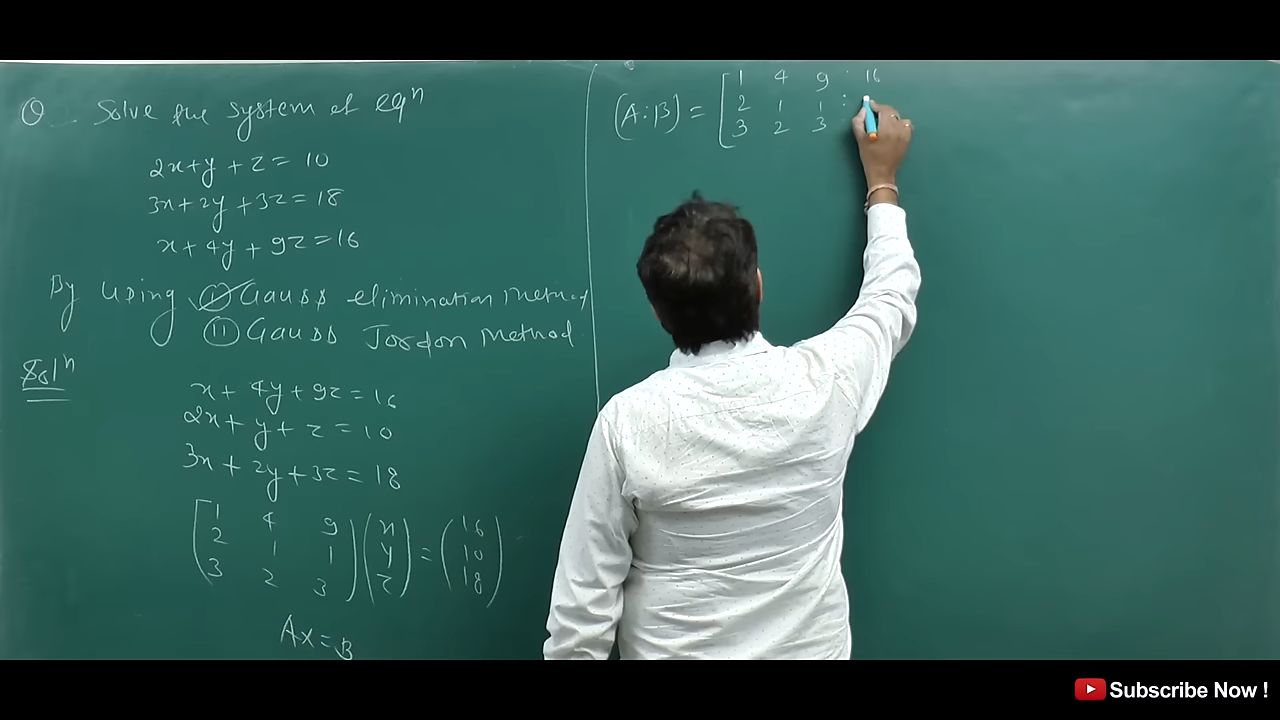 Q. Solve the system of eqⁿ
2x+y+z=10
3x+2y+3z=18
x+4y+9z=16
By using (i) Gauss elimination Method
(ii) Gauss Jordon Method
Solⁿ
x+4y+9z=16
2x+y+z=10
3x+2y+3z=18
[1 4 9 (x (16
2 1 1 y = 10
3 2 3) z) 18)
Ax=B
(A:B) = [1 4 9 : 16
2 1 1 :
3 2 3
Subscribe Now !